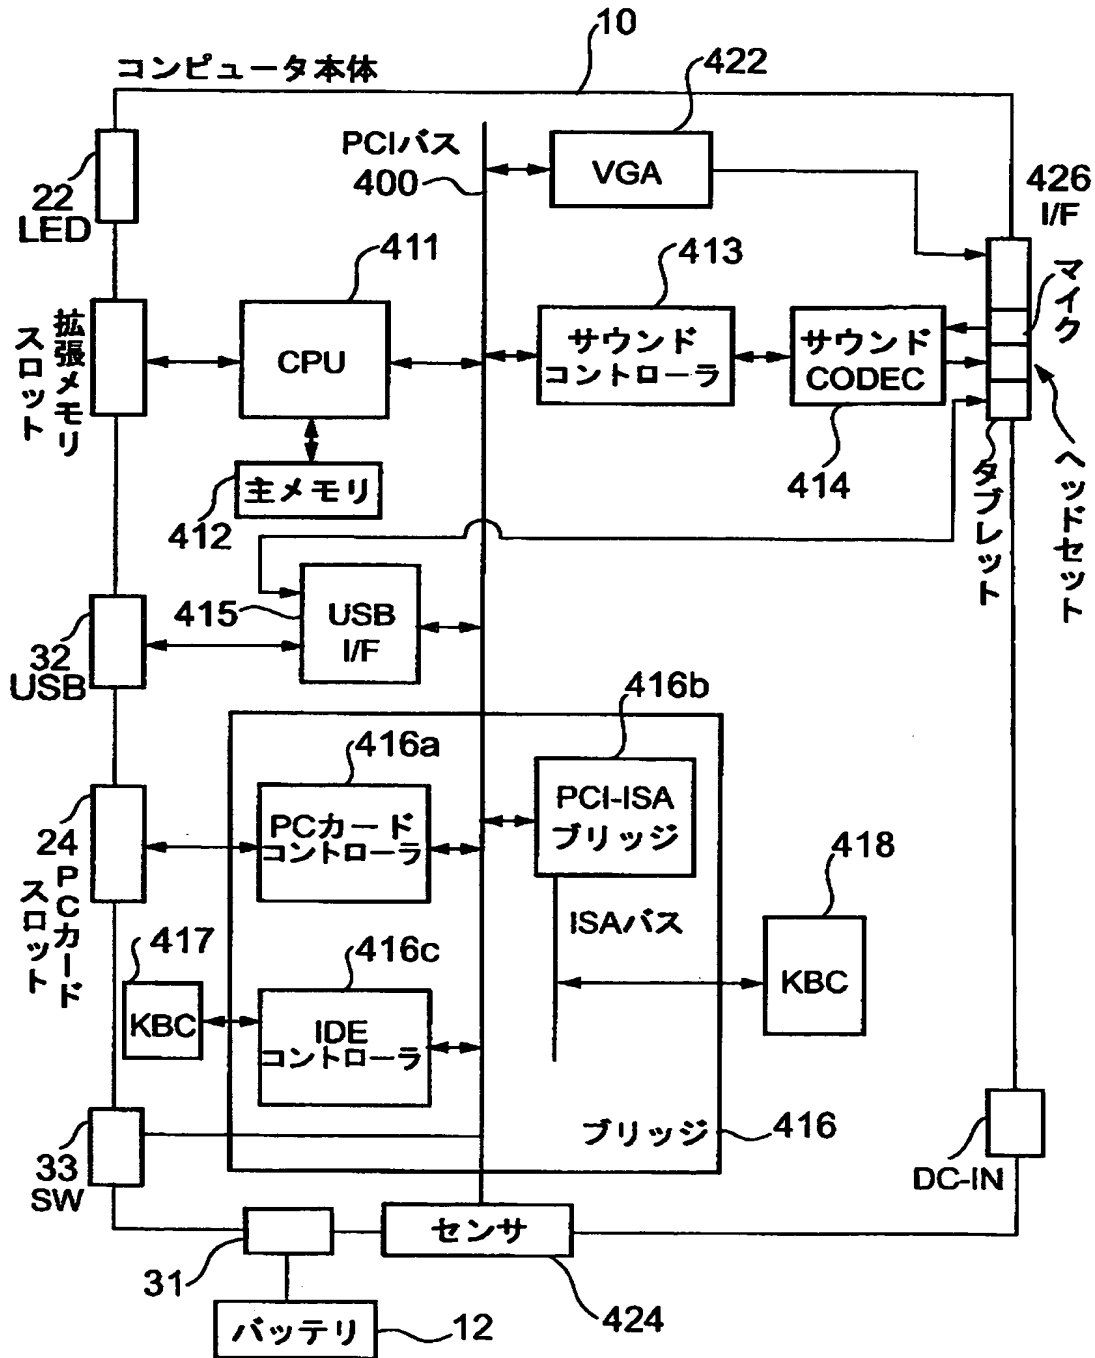 10
コンピュータ本体
422
PCIバス
400
VGA
426
I/F
22
LED
411
413
マイク
拡張メモリ
スロット
CPU
サウンド
コントローラ
サウンド
CODEC
414
タブレット
ヘッドセット
主メモリ
412
415
USB
I/F
32
USB
416b
416a
PCカード
コントローラ
PCI-ISA
ブリッジ
24
PCカード
スロット
418
ISAバス
417
416c
KBC
IDE
コントローラ
KBC
ブリッジ
416
33
SW
DC-IN
センサ
31
424
バッテリ
12